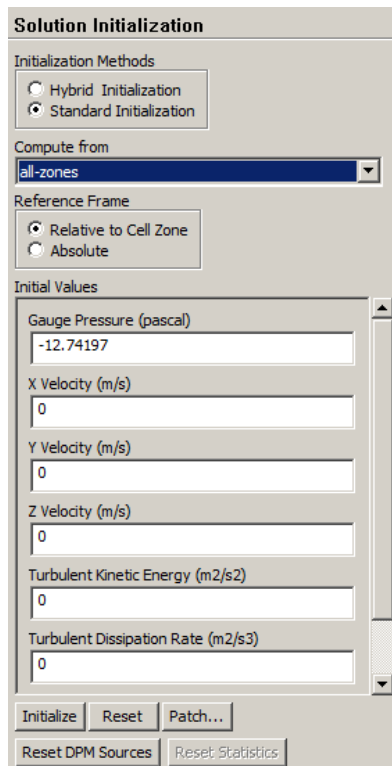 Solution Initialization
Initialization Methods
Hybrid Initialization
Standard Initialization
Compute from
all-zones
Reference Frame
Relative to Cell Zone
Absolute
Initial Values
Gauge Pressure (pascal)
-12.74197
X Velocity (m/s)
0
Y Velocity (m/s)
0
Z Velocity (m/s)
0
Turbulent Kinetic Energy (m2/s2)
0
Turbulent Dissipation Rate (m2/s3)
0
Initialize Reset Patch...
Reset DPM Sources Reset Statistics